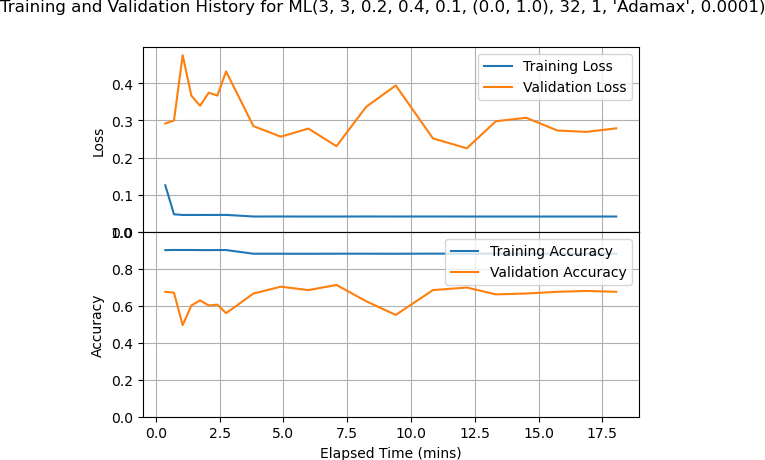 Training and Validation History for ML(3, 3, 0.2, 0.4, 0.1, (0.0, 1.0), 32, 1, 'Adamax', 0.0001)
Training Loss
Validation Loss
0.4
0.3
0.2
0.1
0.0
Loss
Training Accuracy
Validation Accuracy
1.0
0.8
0.6
0.4
0.2
0.0
Accuracy
0.0 2.5 5.0 7.5 10.0 12.5 15.0 17.5
Elapsed Time (mins)